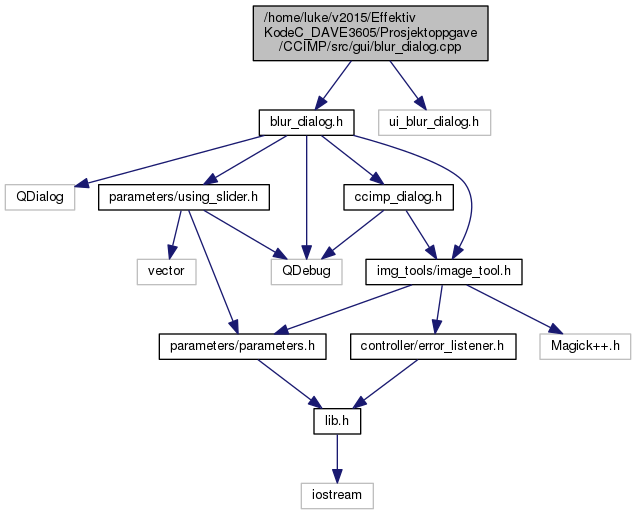 /home/luke/v2015/Effektiv
KodeC_DAVE3605/Prosjektoppgave
/CCIMP/src/gui/blur_dialog.cpp
blur_dialog.h
ui_blur_dialog.h
QDialog
parameters/using_slider.h
ccimp_dialog.h
vector
QDebug
img_tools/image_tool.h
parameters/parameters.h
controller/error_listener.h
Magick++.h
lib.h
iostream